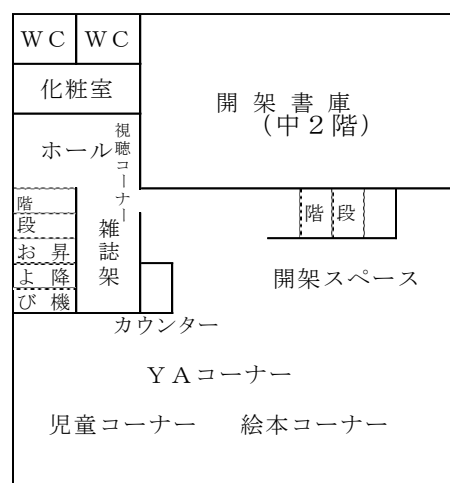 ＷＣ ＷＣ
化粧室
開架書庫
（中２階）
ホール
視聴コーナー
階段および昇降機
雑誌架
階段
開架スペース
カウンター
ＹＡコーナー
児童コーナー 絵本コーナー